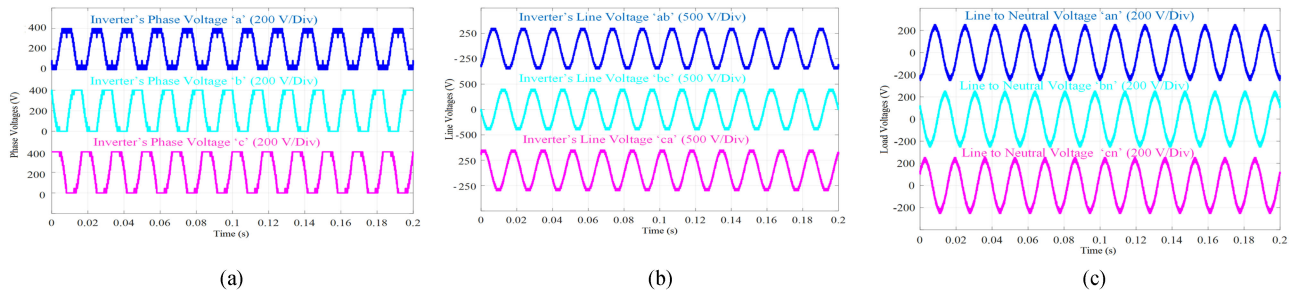 Inverter's Phase Voltage 'a' (200 V/Div)
Inverter's Phase Voltage 'b' (200 V/Div)
Inverter's Phase Voltage 'c' (200 V/Div)
Phase Voltages (V)
400
200
0
400
200
0
400
200
0
0 0.02 0.04 0.06 0.08 0.1 0.12 0.14 0.16 0.18 0.2
Time (s)
(a)
Inverter's Line Voltage 'ab' (500 V/Div)
Inverter's Line Voltage 'bc' (500 V/Div)
Inverter's Line Voltage 'ca' (500 V/Div)
Line Voltages (V)
250
-250
500
0
-500
250
-250
0 0.02 0.04 0.06 0.08 0.1 0.12 0.14 0.16 0.18 0.2
Time (s)
(b)
Line to Neutral Voltage 'an' (200 V/Div)
Line to Neutral Voltage 'bn' (200 V/Div)
Line to Neutral Voltage 'cn' (200 V/Div)
Load Voltages (V)
200
0
-200
200
0
-200
200
0
-200
0 0.02 0.04 0.06 0.08 0.10 0.12 0.14 0.16 0.18 0.2
Time (s)
(c)